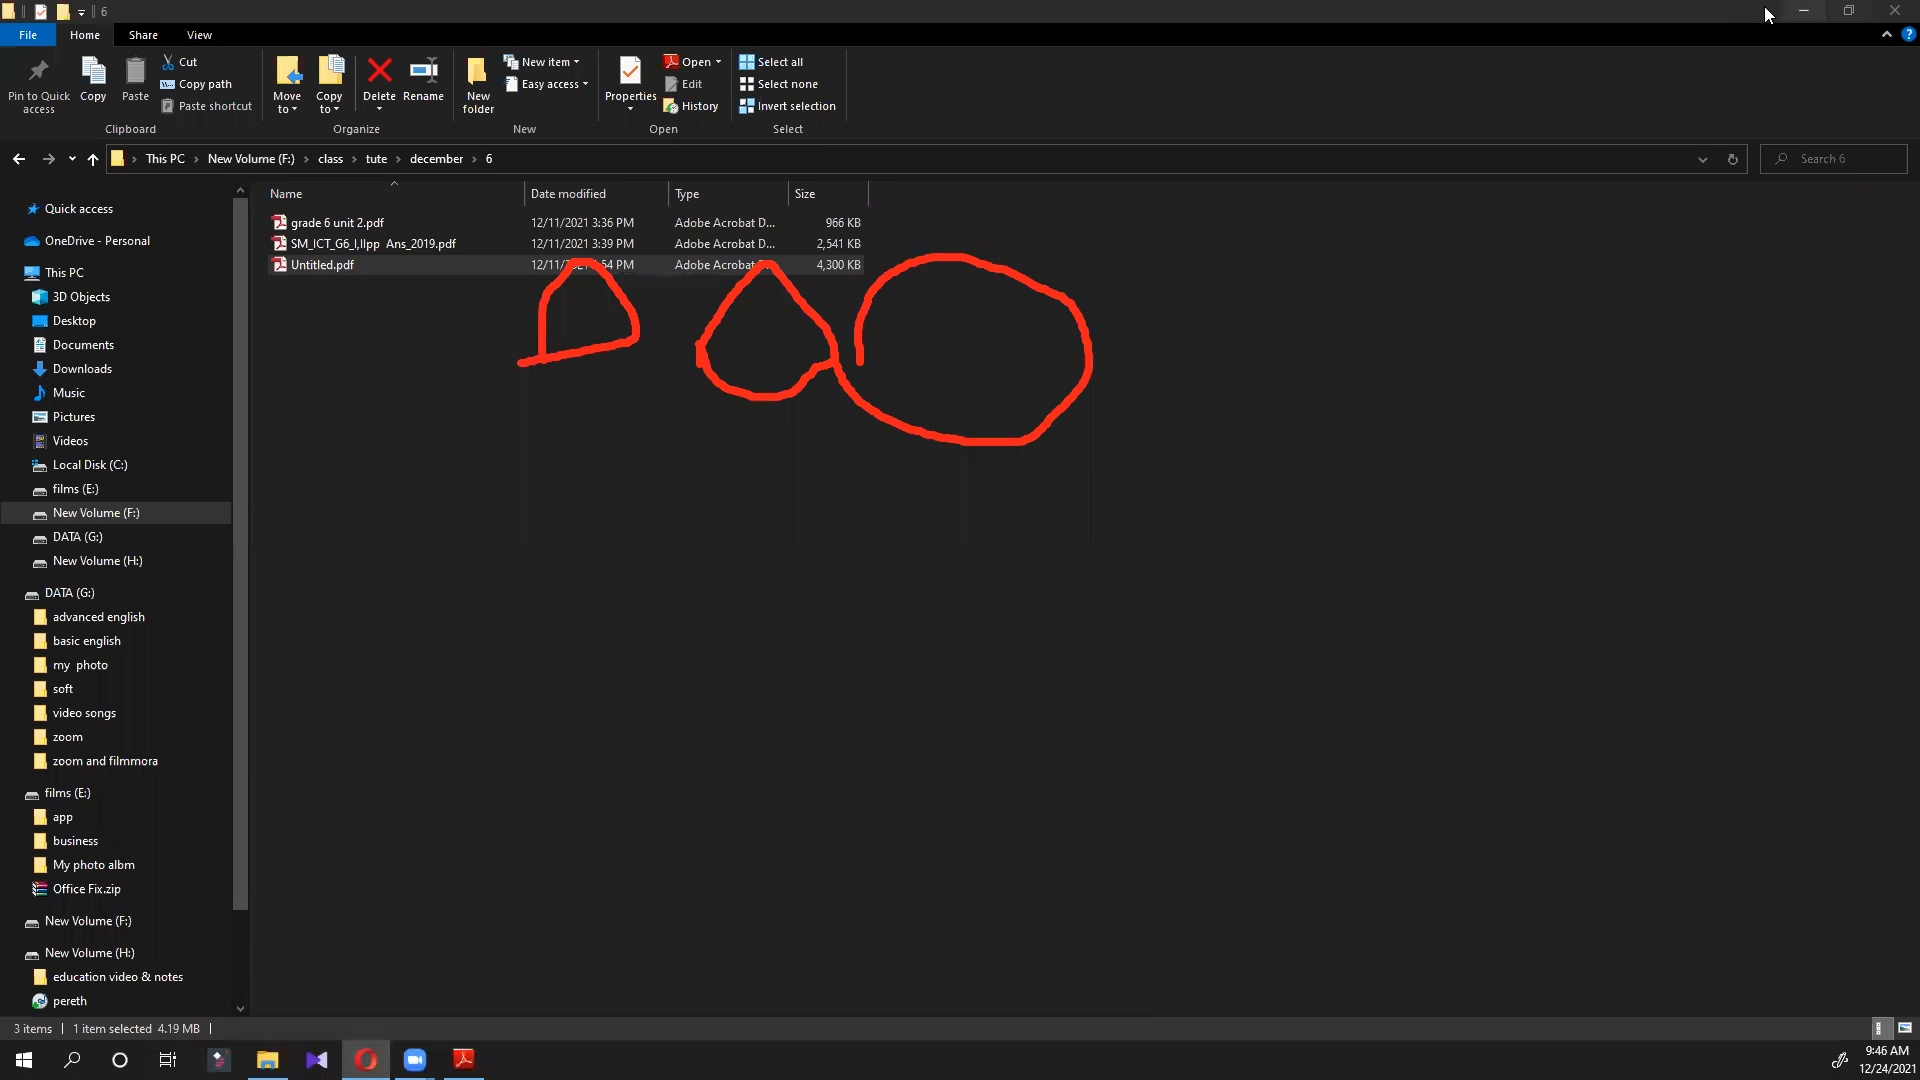 6
File Home Share View
Pin to Quick access
Copy
Paste
Cut
Copy path
Paste shortcut
Clipboard
Move to
Copy to
Delete
Rename
Organize
New folder
New item
Easy access
New
Properties
Open
Edit
History
Open
Select all
Select none
Invert selection
Select
This PC New Volume (F:) class tute december 6
Search 6
Name Date modified Type Size
grade 6 unit 2.pdf 12/11/2021 3:36 PM Adobe Acrobat D... 966 KB
SM_ICT_G6_I,IIpp Ans_2019.pdf 12/11/2021 3:39 PM Adobe Acrobat D... 2,541 KB
Untitled.pdf :54 PM Adobe Acrobat 4,300 KB
Quick access
OneDrive - Personal
This PC
3D Objects
Desktop
Documents
Downloads
Music
Pictures
Videos
Local Disk (C:)
films (E:)
New Volume (F:)
DATA (G:)
New Volume (H:)
DATA (G:)
advanced english
basic english
my photo
soft
video songs
zoom
zoom and filmmora
films (E:)
app
business
My photo albm
Office Fix.zip
New Volume (F:)
New Volume (H:)
education video & notes
pereth
3 items 1 item selected 4.19 MB
9:46 AM
12/24/2021